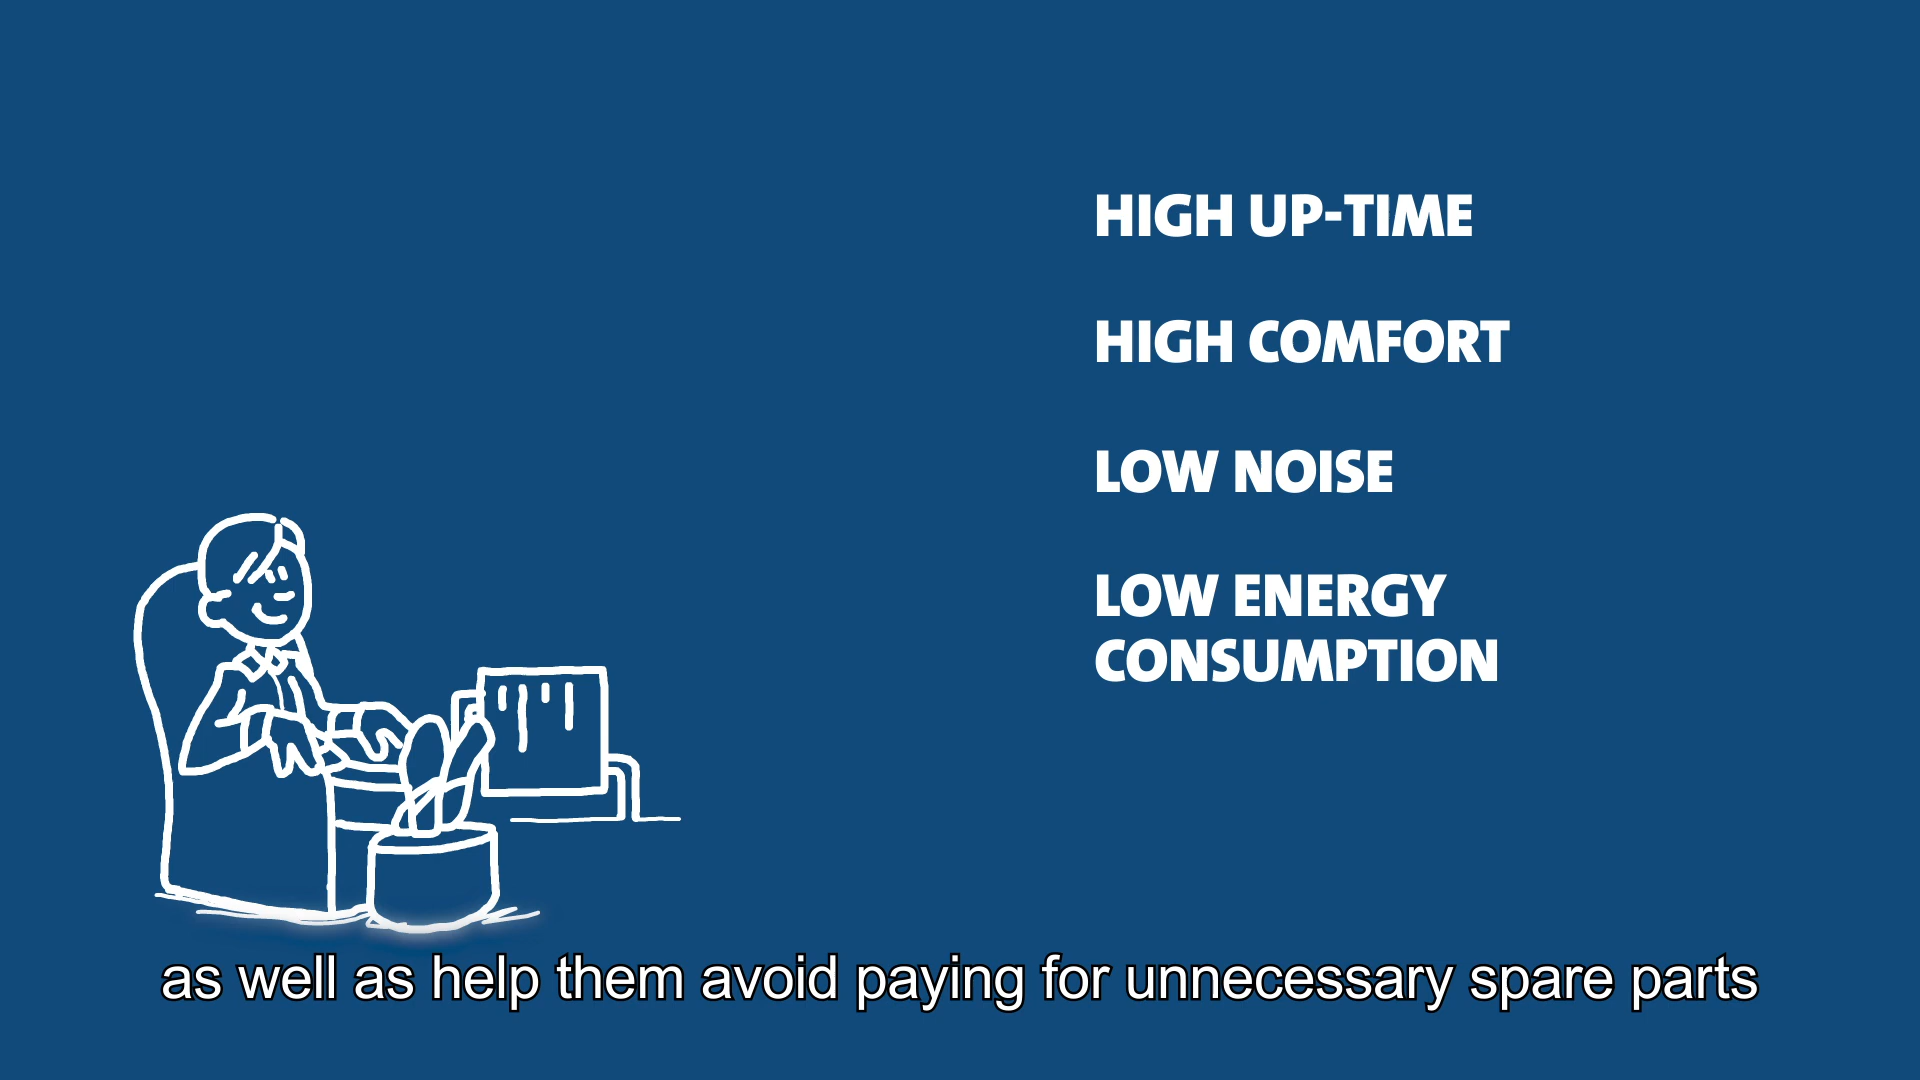 HIGH UP-TIME
HIGH COMFORT
LOW NOISE
LOW ENERGY
CONSUMPTION
as well as help them avoid paying for unnecessary spare parts